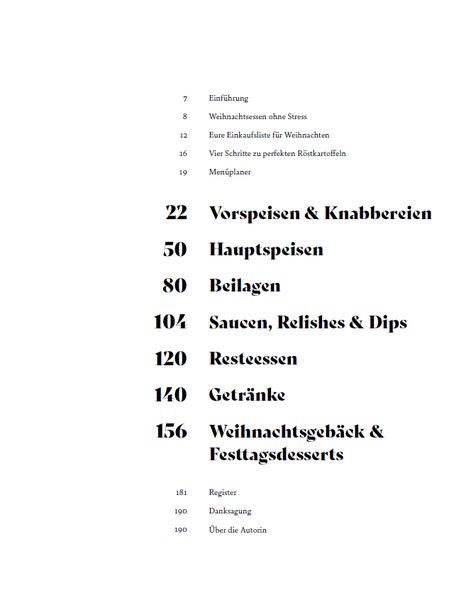 7 Einführung
8 Weihnachtsessen ohne Stress
12 Eure Einkaufsliste für Weihnachten
16 Vier Schritte zu perfekten Röstkartoffeln
19 Menüplaner
22 Vorspeisen & Knabbereien
50 Hauptspeisen
80 Beilagen
104 Saucen, Relishes & Dips
120 Resteessen
140 Getränke
156 Weihnachtsgebäck &
Festtagsdesserts
181 Register
190 Danksagung
190 Über die Autorin